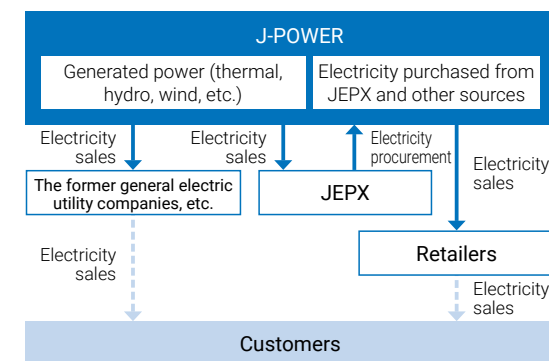 J-POWER
Generated power (thermal,
hydro, wind, etc.)
Electricity purchased from
JEPX and other sources
Electricity
sales
Electricity
sales
Electricity
procurement
Electricity
sales
The former general electric
utility companies, etc.
JEPX
Electricity
sales
Retailers
Electricity
sales
Customers